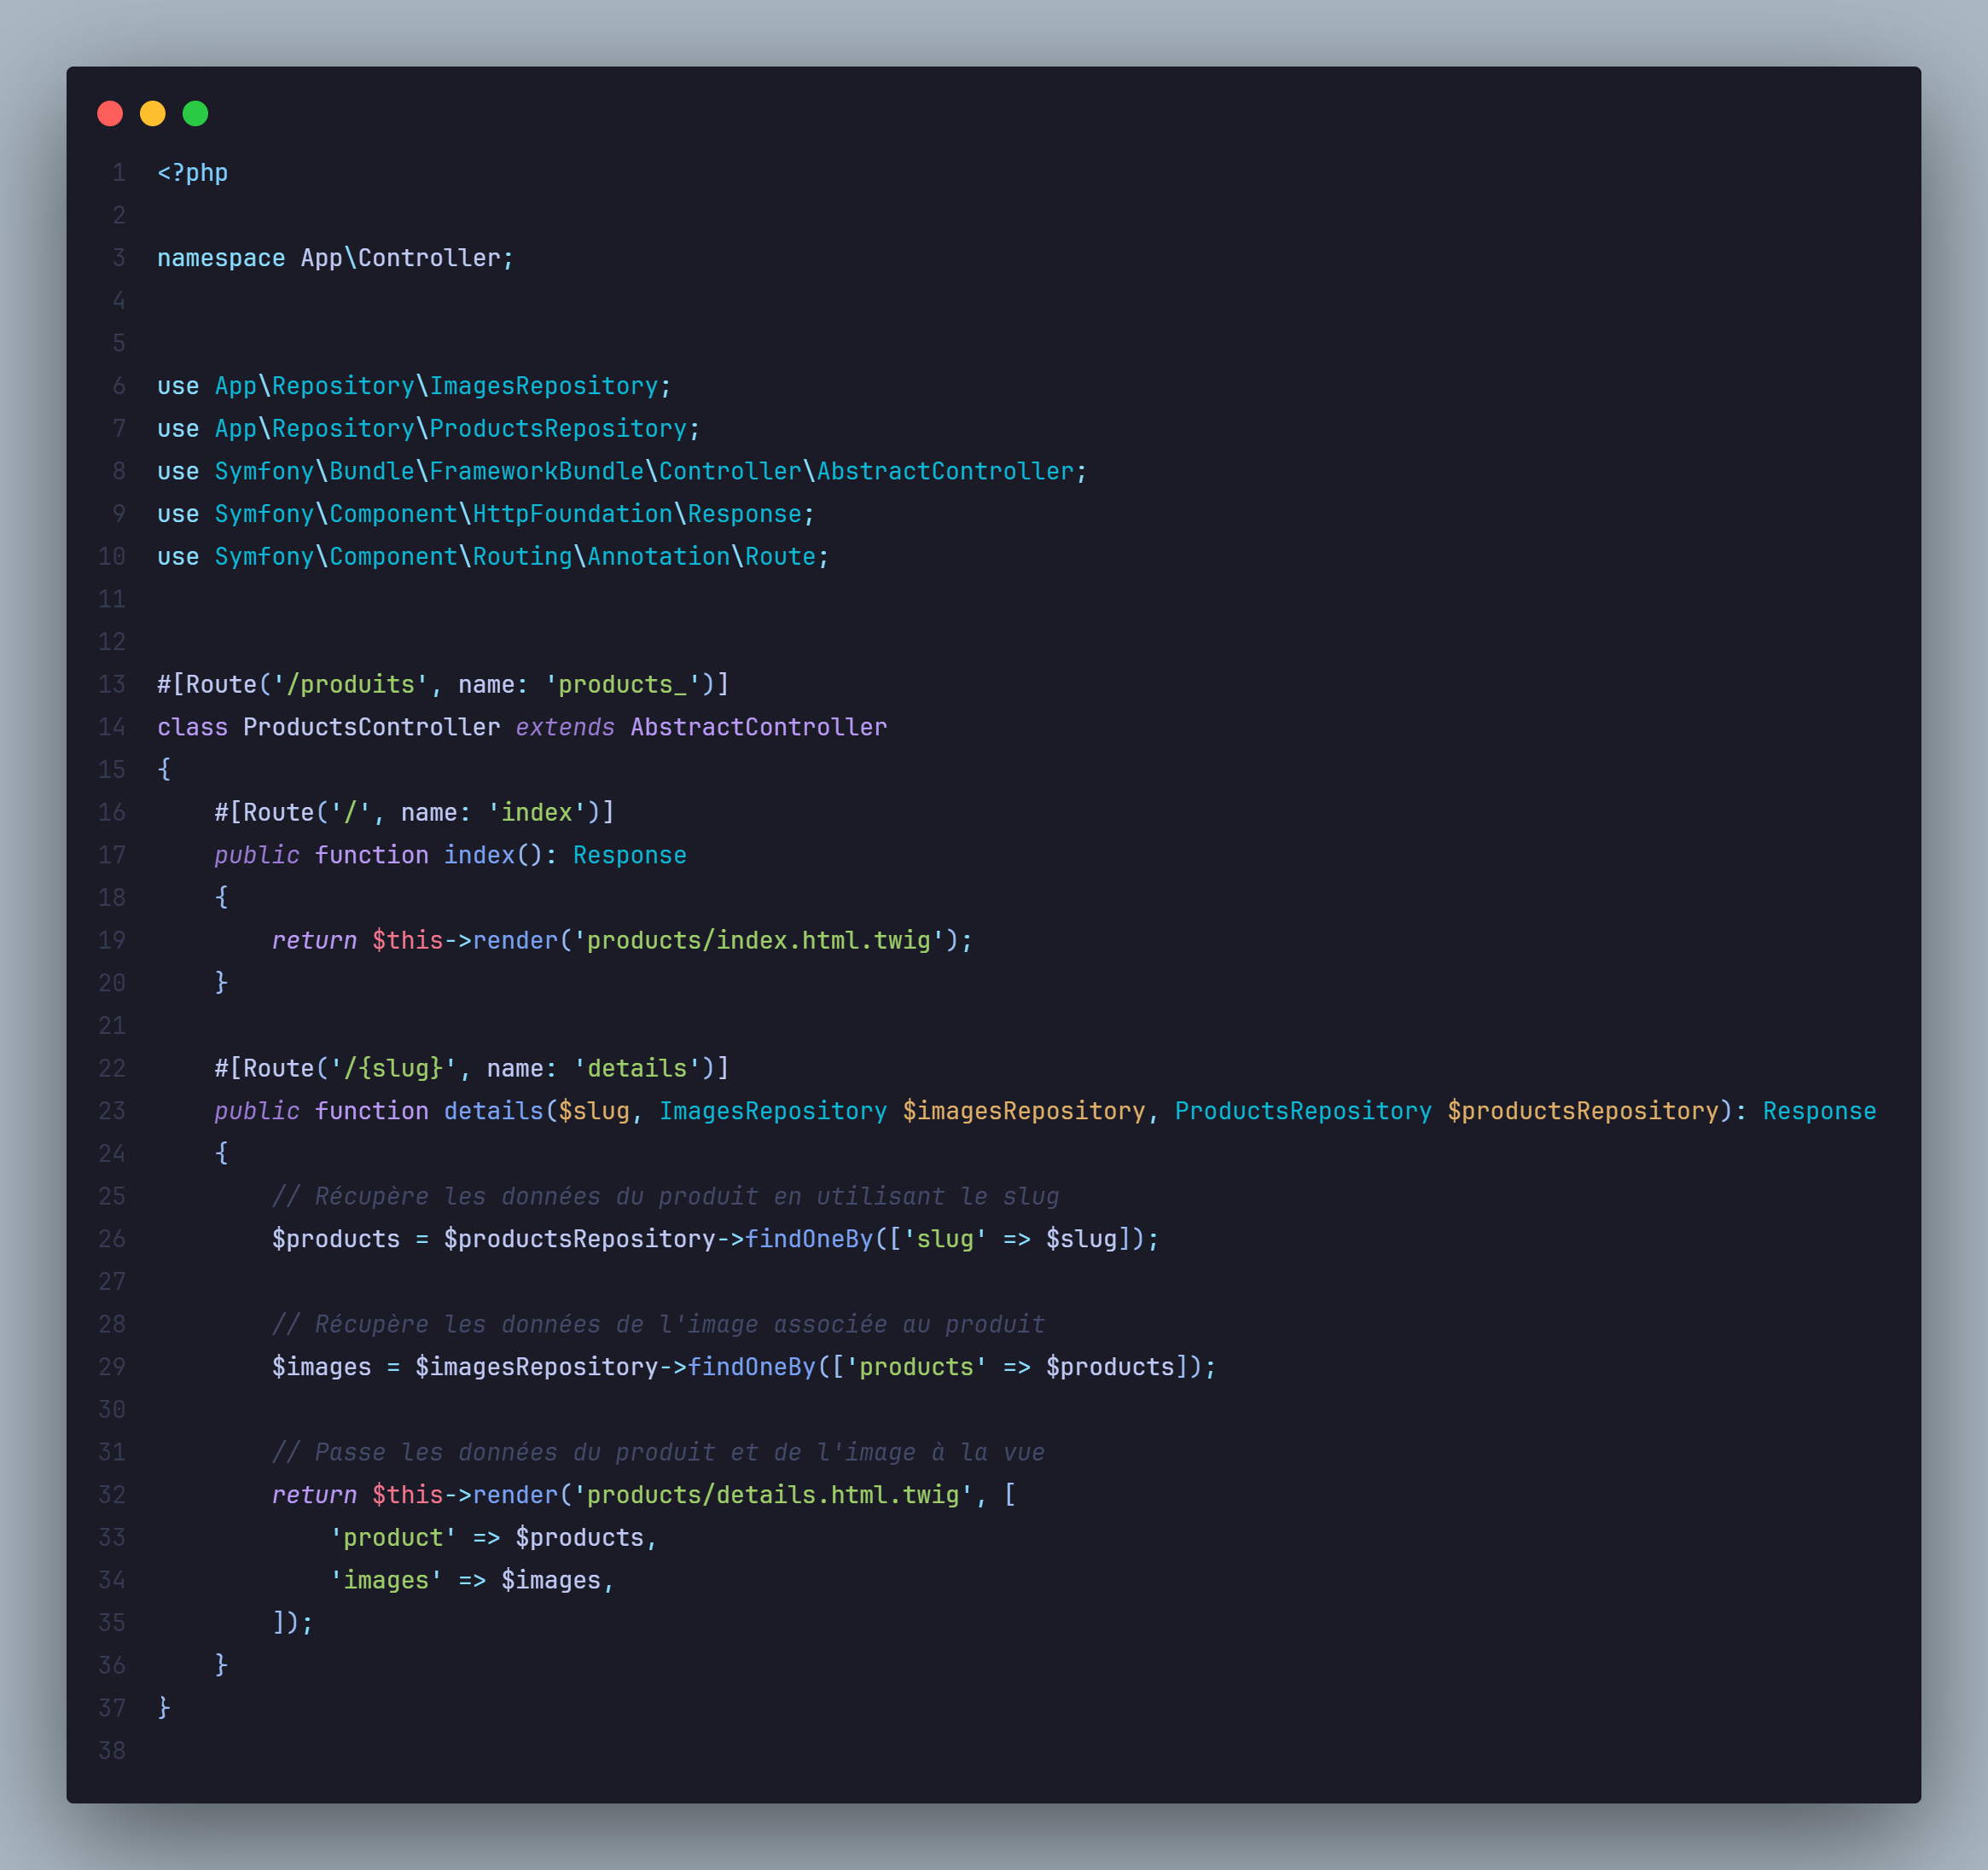 1 <?php
2
3 namespace App\Controller;
4
5
6 use App\Repository\ImagesRepository;
7 use App\Repository\ProductsRepository;
8 use Symfony\Bundle\FrameworkBundle\Controller\AbstractController;
9 use Symfony\Component\HttpFoundation\Response;
10 use Symfony\Component\Routing\Annotation\Route;
11
12
13 #[Route('/produits', name: 'products_')]
14 class ProductsController extends AbstractController
15 {
16     #[Route('/', name: 'index')]
17     public function index(): Response
18     {
19         return $this->render('products/index.html.twig');
20     }
21
22     #[Route('/{slug}', name: 'details')]
23     public function details($slug, ImagesRepository $imagesRepository, ProductsRepository $productsRepository): Response
24     {
25         // Récupère les données du produit en utilisant le slug
26         $products = $productsRepository->findOneBy(['slug' => $slug]);
27
28         // Récupère les données de l'image associée au produit
29         $images = $imagesRepository->findOneBy(['products' => $products]);
30
31         // Passe les données du produit et de l'image à la vue
32         return $this->render('products/details.html.twig', [
33             'product' => $products,
34             'images' => $images,
35         ]);
36     }
37 }
38